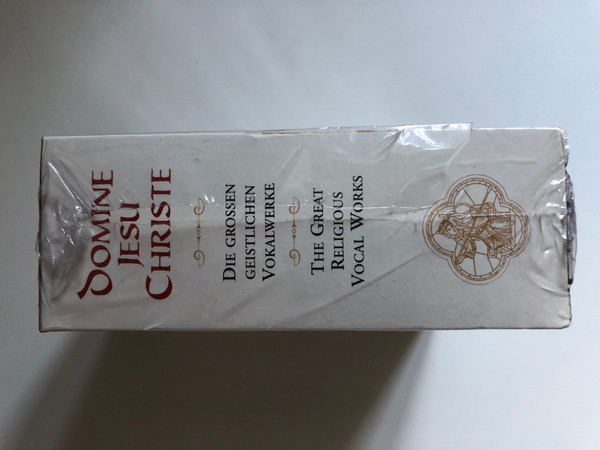 DOMINE
JESU
CHRISTE
DIE GROSSEN
GEISTLICHEN
VOKALWERKE
THE GREAT
RELIGIOUS
VOCAL WORKS